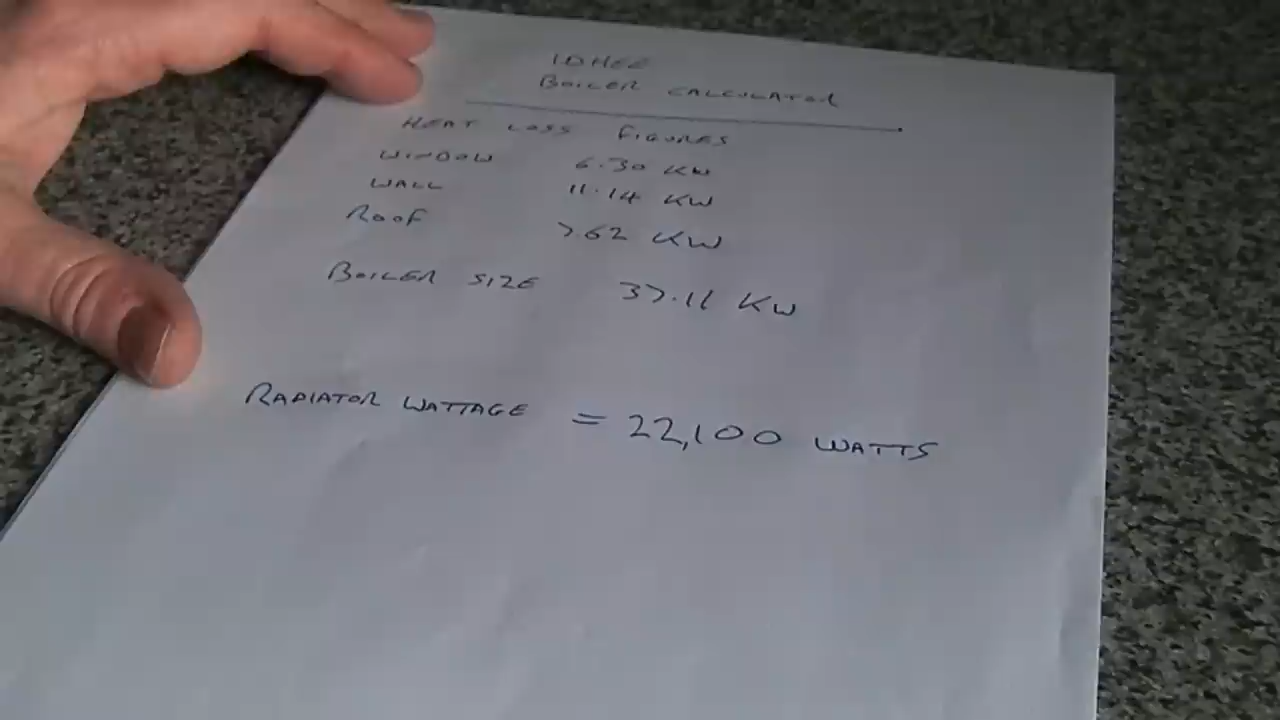 IDHEE
BOILER CALCULATOR
HEAT LOSS FIGURES
WINDOW 6.30 KW
WALL 11.14 KW
ROOF 7.62 KW
BOILER SIZE 37.11 KW
RADIATOR WATTAGE = 22,100 WATTS